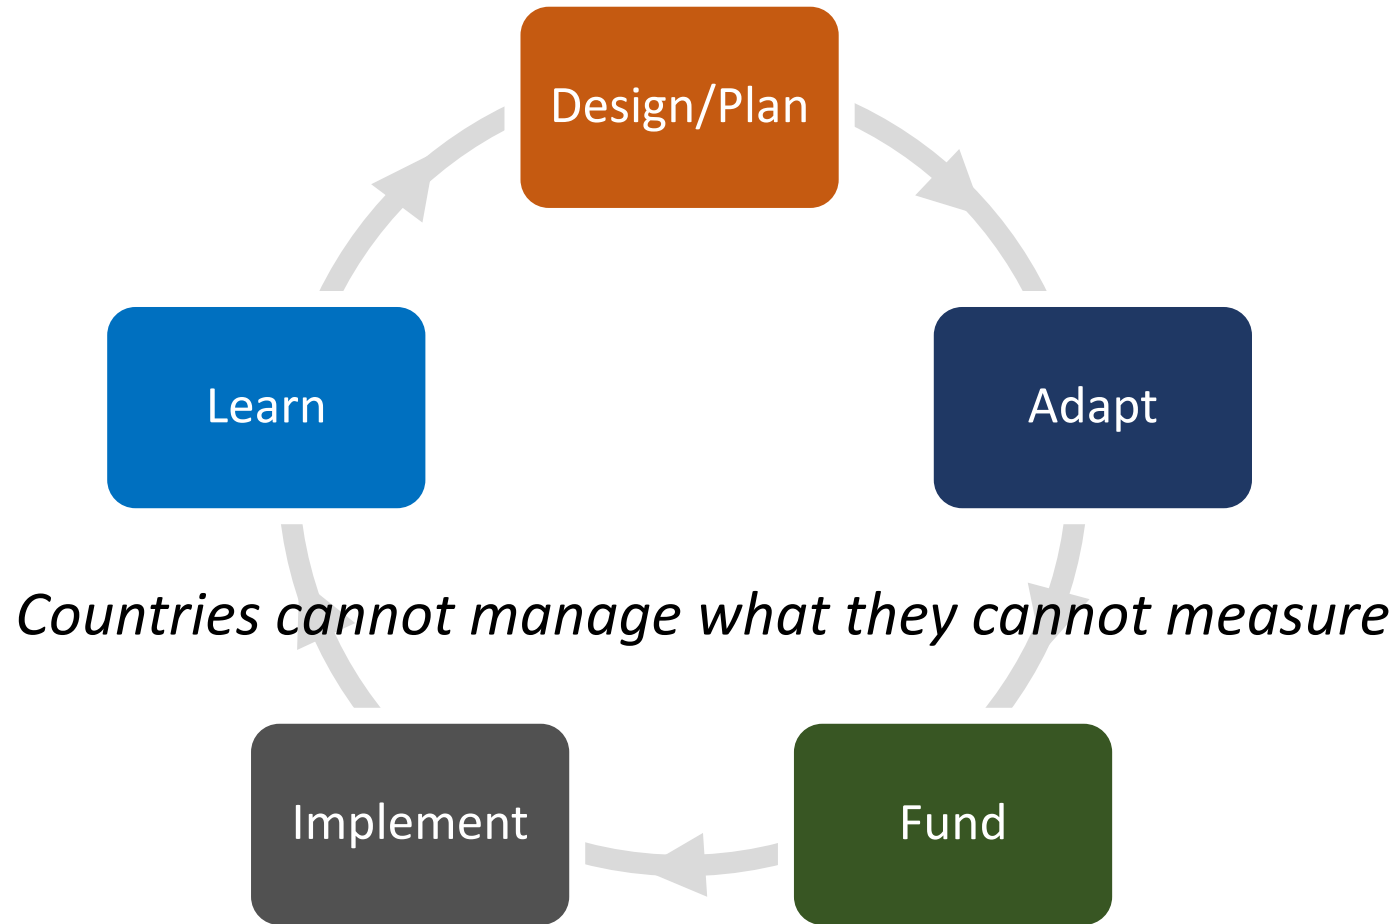 Design/Plan
Learn
Adapt
Countries cannot manage what they cannot measure
Implement
Fund